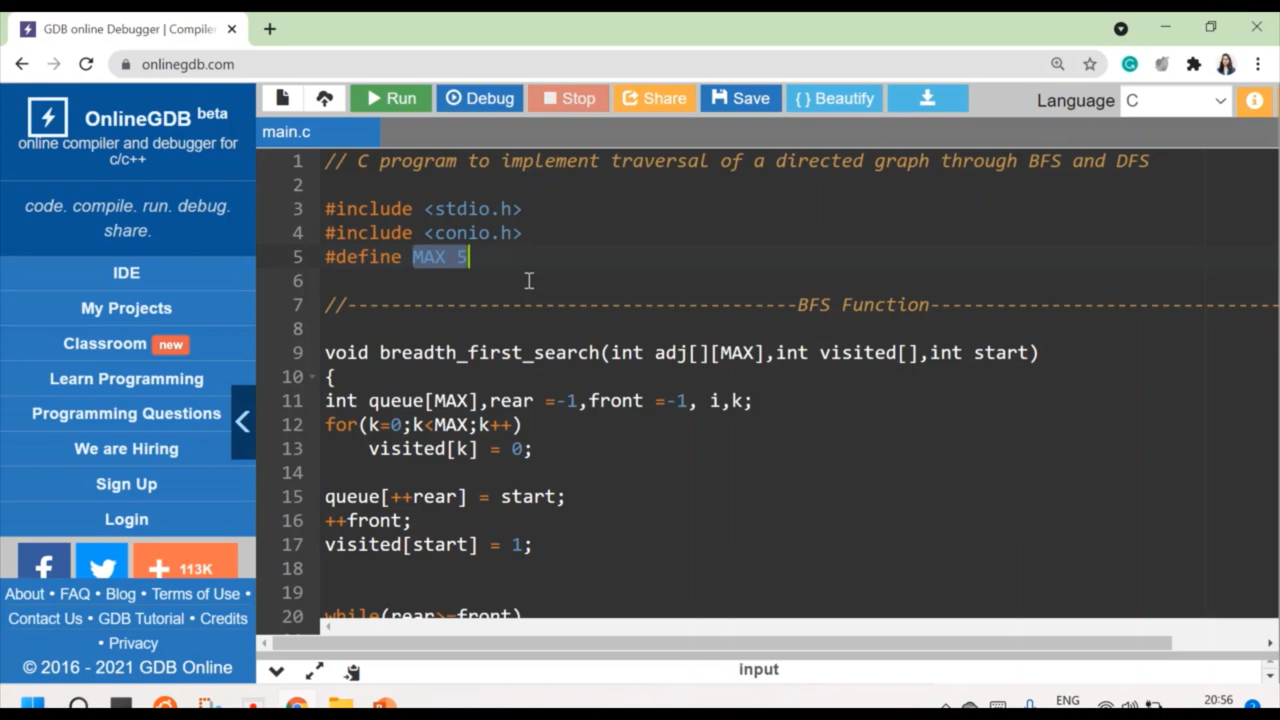 GDB online Debugger | Compiler
onlinegdb.com
OnlineGDB beta
online compiler and debugger for
c/c++
code. compile. run. debug.
share.
IDE
My Projects
Classroom new
Learn Programming
Programming Questions
We are Hiring
Sign Up
Login
113K
About • FAQ • Blog • Terms of Use •
Contact Us • GDB Tutorial • Credits
• Privacy
© 2016 - 2021 GDB Online
Run Debug Stop Share Save { } Beautify Language C
main.c
1 // C program to implement traversal of a directed graph through BFS and DFS
2
3 #include <stdio.h>
4 #include <conio.h>
5 #define MAX 5
6
7 //-------------------------------------------BFS Function--------------------------------
8
9 void breadth_first_search(int adj[][MAX],int visited[],int start)
10 {
11 int queue[MAX],rear =-1,front =-1, i,k;
12 for(k=0;k<MAX;k++)
13 visited[k] = 0;
14
15 queue[++rear] = start;
16 ++front;
17 visited[start] = 1;
18
19
20 while(rear>=front)
input
ENG
20:56
2